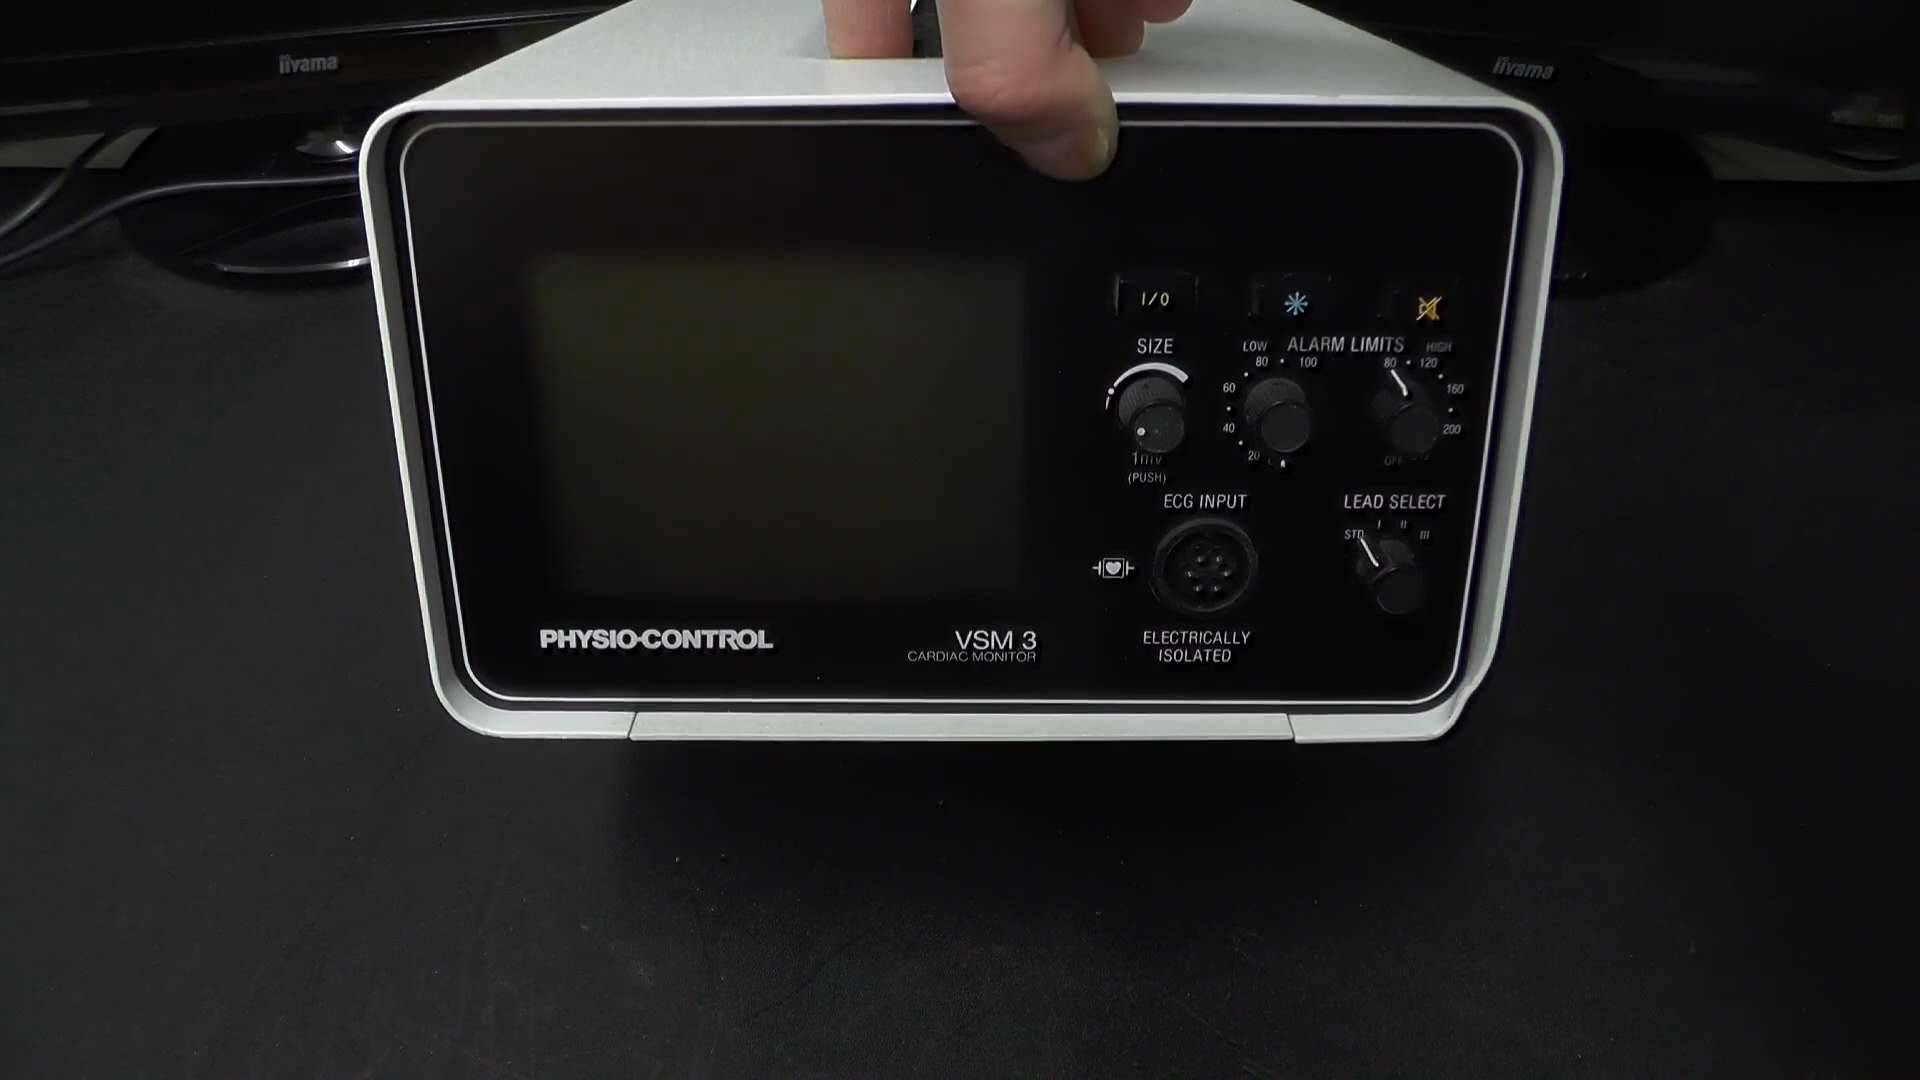 iiyama
iiyama
I/O
SIZE
LOW ALARM LIMITS HIGH
80 100
80 120
60
160
40
200
20
OFF
1mv
(PUSH)
ECG INPUT
LEAD SELECT
STD I II III
PHYSIO-CONTROL
VSM 3
CARDIAC MONITOR
ELECTRICALLY
ISOLATED